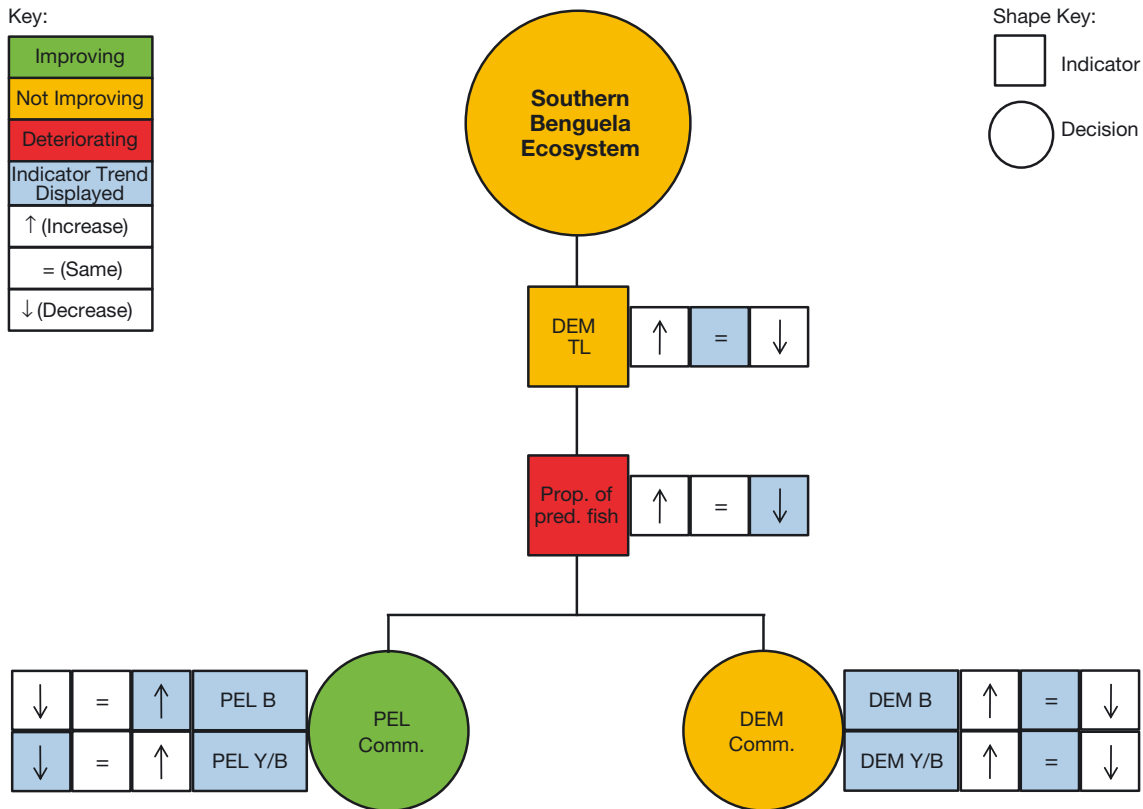 Key:
Improving
Not Improving
Deteriorating
Indicator Trend
Displayed
↑ (Increase)
= (Same)
↓ (Decrease)
Shape Key:
Indicator
Decision
Southern
Benguela
Ecosystem
DEM
TL
↑ = ↓
Prop. of
pred. fish
↑ = ↓
↓ = ↑ PEL B
↓ = ↑ PEL Y/B
PEL
Comm.
DEM
Comm.
DEM B ↑ = ↓
DEM Y/B ↑ = ↓